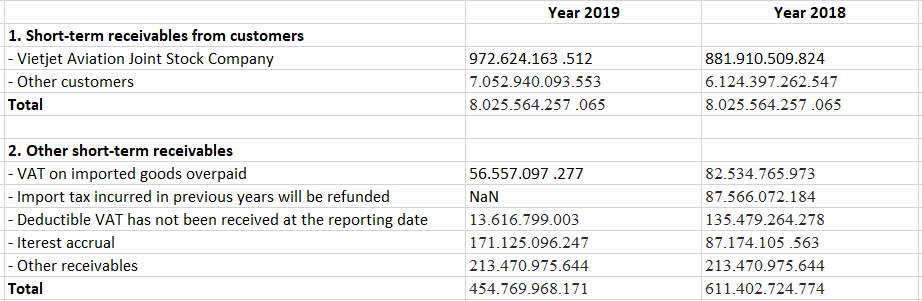 Year 2019 Year 2018
1. Short-term receivables from customers
- Vietjet Aviation Joint Stock Company 972.624.163 .512 881.910.509.824
- Other customers 7.052.940.093.553 6.124.397.262.547
Total 8.025.564.257 .065 8.025.564.257 .065
2. Other short-term receivables
- VAT on imported goods overpaid 56.557.097 .277 82.534.765.973
- Import tax incurred in previous years will be refunded NaN 87.566.072.184
- Deductible VAT has not been received at the reporting date 13.616.799.003 135.479.264.278
- Iterest accrual 171.125.096.247 87.174.105 .563
- Other receivables 213.470.975.644 213.470.975.644
Total 454.769.968.171 611.402.724.774